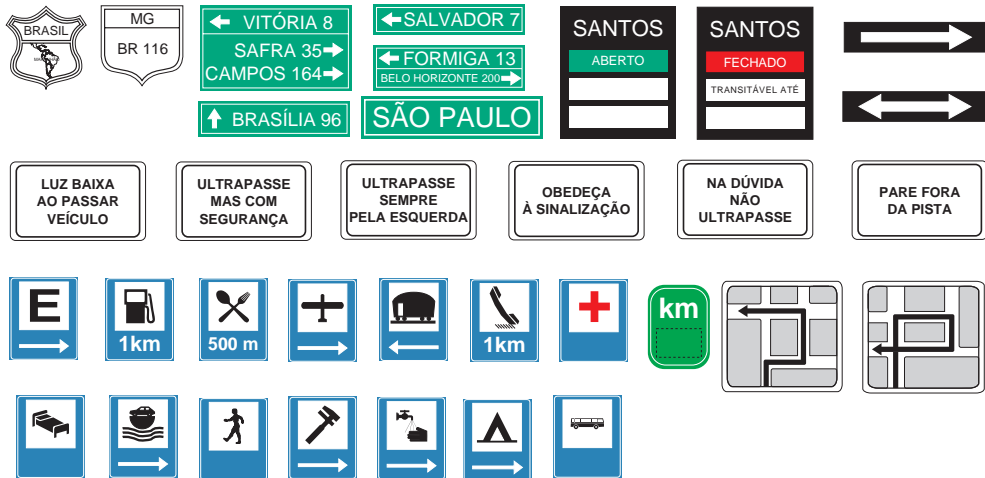 BRASIL
MG
BR 116
VITÓRIA 8
SAFRA 35
CAMPOS 164
BRASÍLIA 96
SALVADOR 7
FORMIGA 13
BELO HORIZONTE 200
SÃO PAULO
SANTOS
ABERTO
SANTOS
FECHADO
TRANSITÁVEL ATÉ
LUZ BAIXA
AO PASSAR
VEÍCULO
ULTRAPASSE
MAS COM
SEGURANÇA
ULTRAPASSE
SEMPRE
PELA ESQUERDA
OBEDEÇA
À SINALIZAÇÃO
NA DÚVIDA
NÃO
ULTRAPASSE
PARE FORA
DA PISTA
E
1km
500 m
1km
km